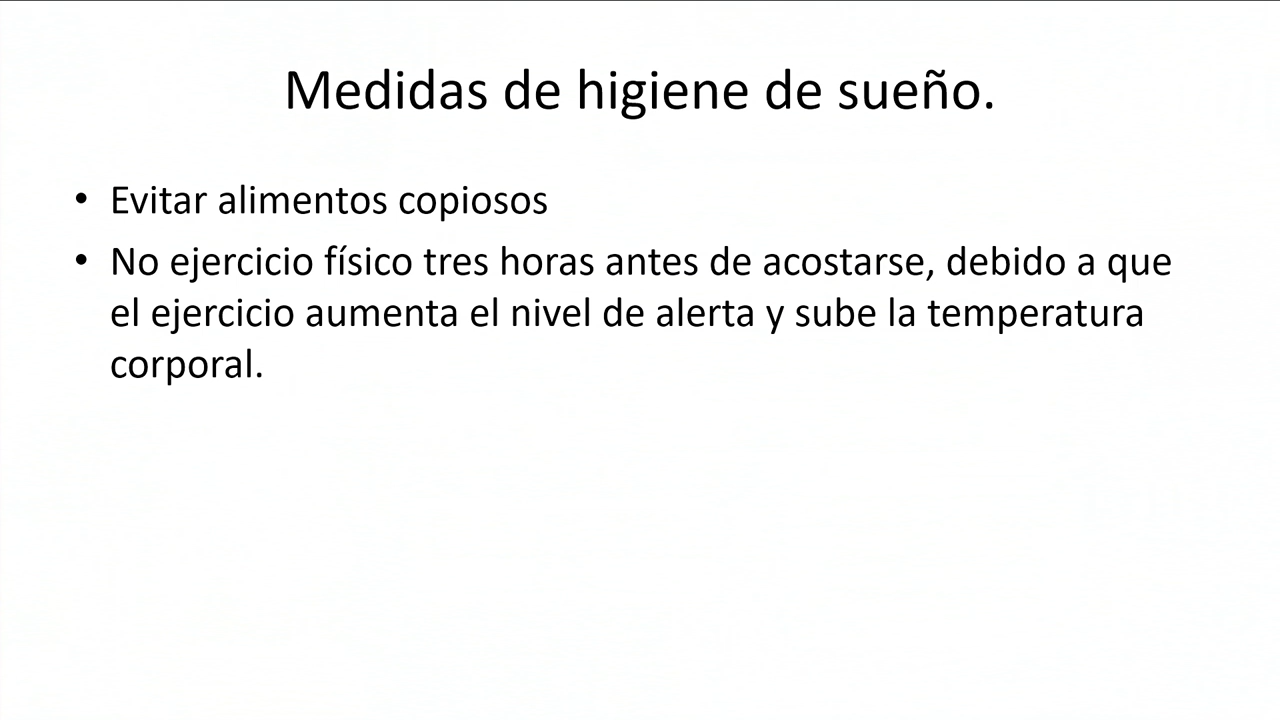 Medidas de higiene de sueño.
• Evitar alimentos copiosos
• No ejercicio físico tres horas antes de acostarse, debido a que
el ejercicio aumenta el nivel de alerta y sube la temperatura
corporal.